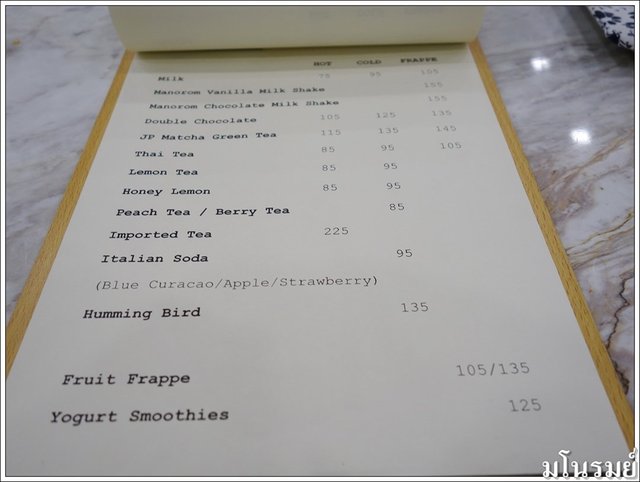 HOT COLD FRAPPE
Milk 75 95 155
Manorom Vanilla Milk Shake 155
Manorom Chocolate Milk Shake 155
Double Chocolate 105 125 135
JP Matcha Green Tea 115 135 145
Thai Tea 85 95 105
Lemon Tea 85 95
Honey Lemon 85 95
Peach Tea / Berry Tea 85
Imported Tea 225
Italian Soda 95
(Blue Curacao/Apple/Strawberry)
Humming Bird 135
Fruit Frappe 105/135
Yogurt Smoothies 125
มโนรมย์